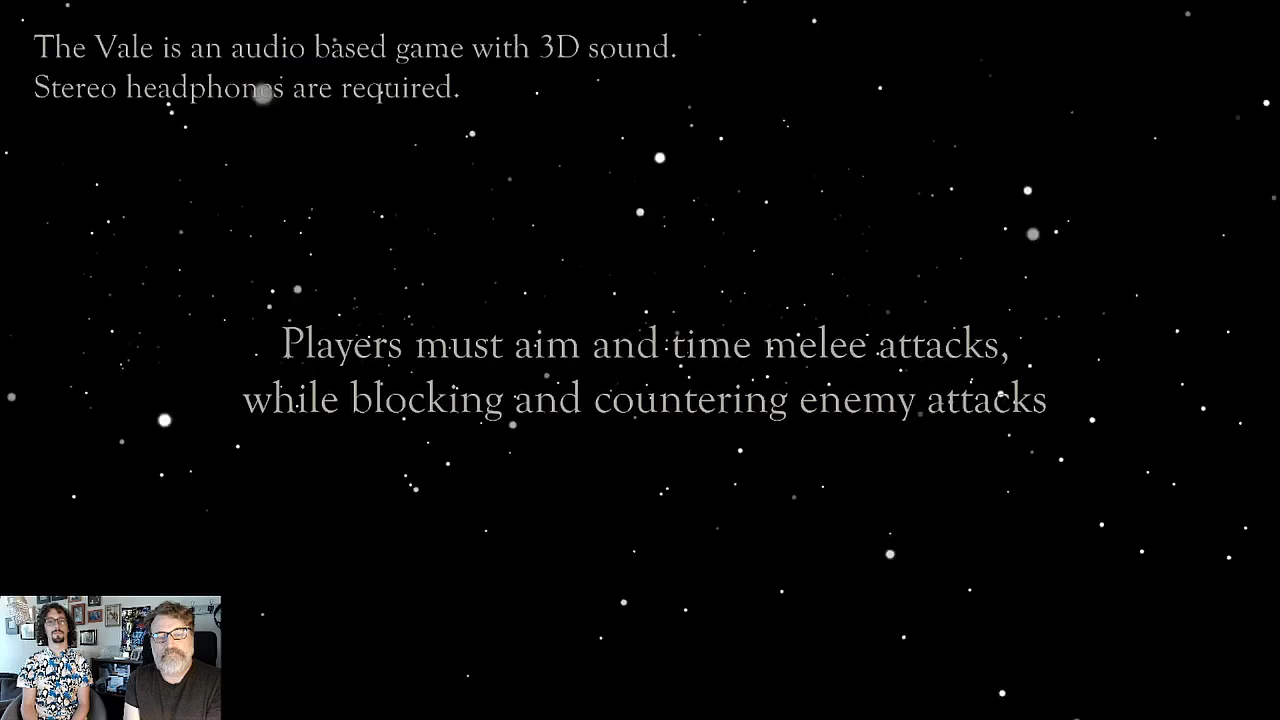 The Vale is an audio based game with 3D sound.
Stereo headphones are required.
Players must aim and time melee attacks,
while blocking and countering enemy attacks